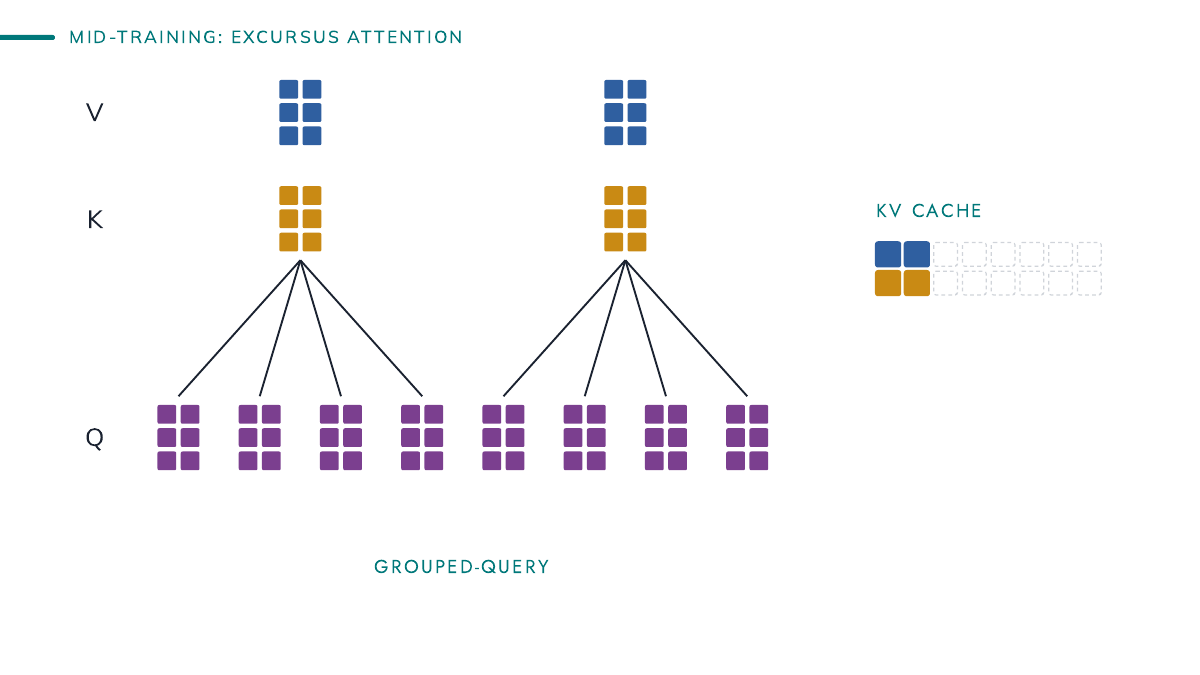 MID-TRAINING: EXCURSUS ATTENTION
V
K
KV CACHE
Q
GROUPED-QUERY